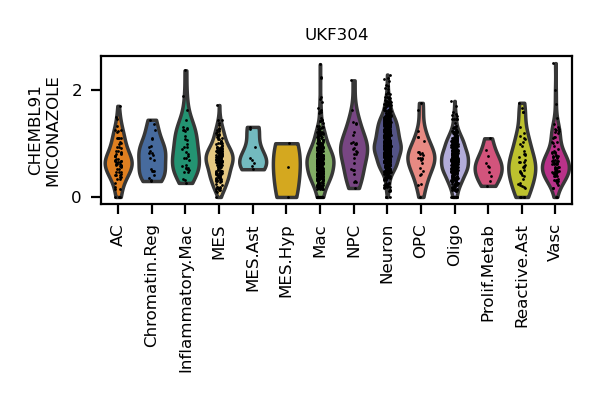 UKF304
CHEMBL91
MICONAZOLE
2
0
AC
Chromatin.Reg
Inflammatory.Mac
MES
MES.Ast
MES.Hyp
Mac
NPC
Neuron
OPC
Oligo
Prolif.Metab
Reactive.Ast
Vasc